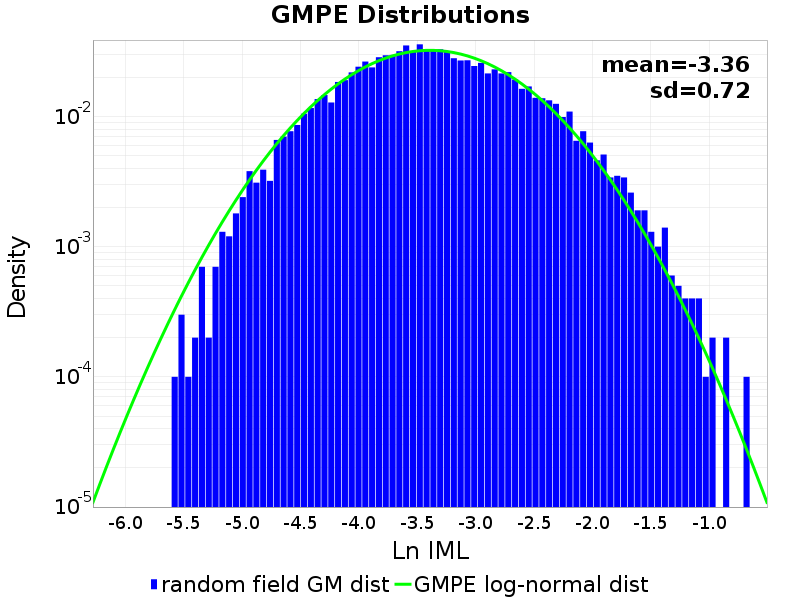 GMPE Distributions
mean=-3.36
sd=0.72
10-2
10-3
10-4
10-5
Density
-6.0 -5.5 -5.0 -4.5 -4.0 -3.5 -3.0 -2.5 -2.0 -1.5 -1.0
Ln IML
random field GM dist GMPE log-normal dist